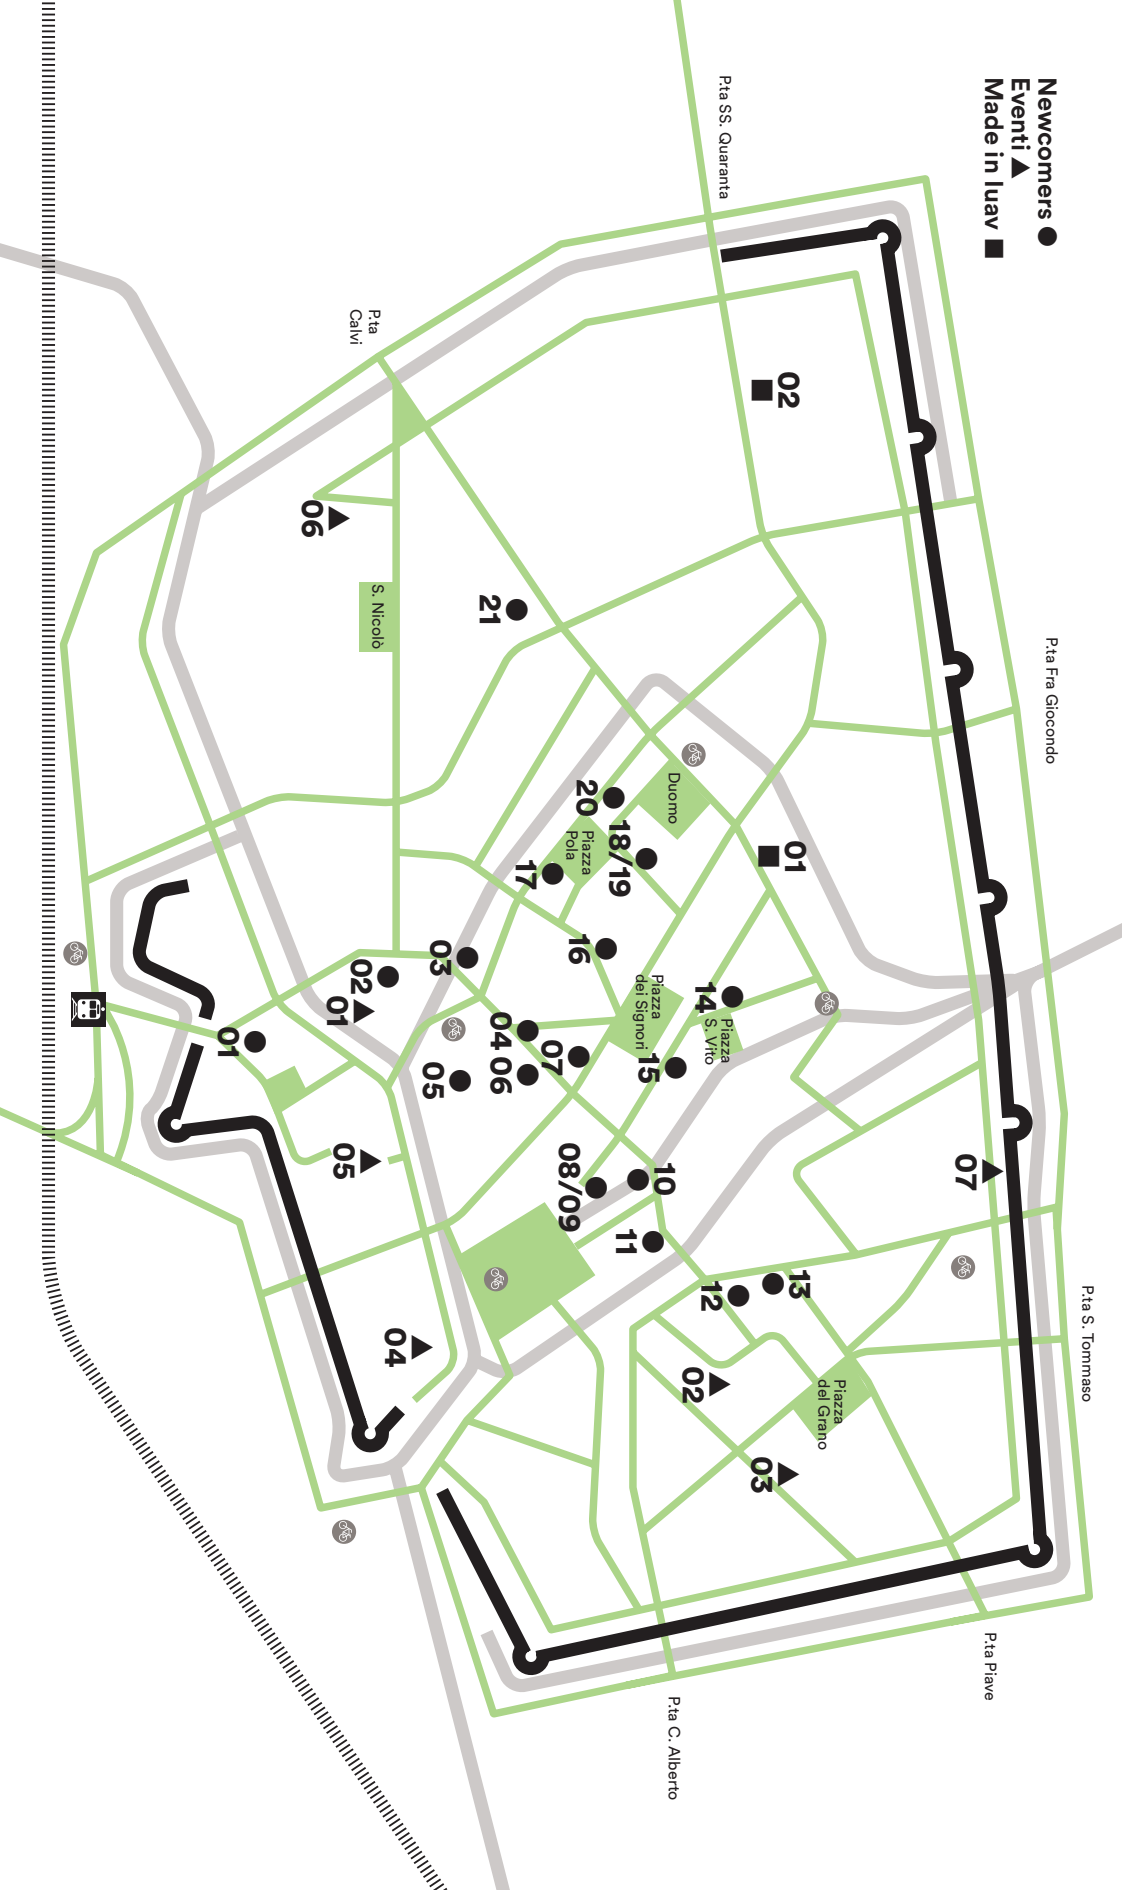 Newcomers ●
Eventi ▲
Made in Iuav ■
P.ta Fra Giocondo
P.ta S. Tommaso
P.ta SS. Quaranta
P.ta
Calvi
P.ta Piave
P.ta C. Alberto
02
01
07
13
12
Piazza
del Grano
03
02
Duomo
20
18/19
Piazza
Pola
17
16
14
Piazza
S. Vito
Piazza
dei Signori
15
10
11
08/09
07
04
06
05
03
21
S. Nicolò
06
02
01
01
05
04